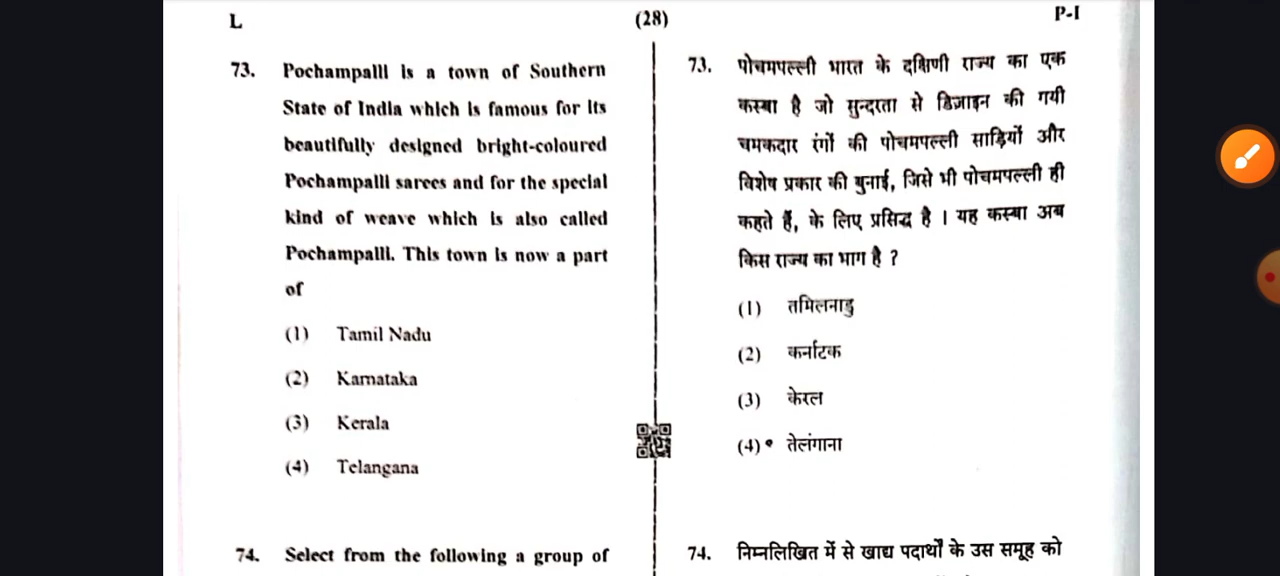 L
(28)
P-I
73. Pochampalli is a town of Southern
State of India which is famous for its
beautifully designed bright-coloured
Pochampalli sarees and for the special
kind of weave which is also called
Pochampalli. This town is now a part
of
(1) Tamil Nadu
(2) Karnataka
(3) Kerala
(4) Telangana
74. Select from the following a group of
73. पोचमपल्ली भारत के दक्षिणी राज्य का एक
कस्बा है जो सुन्दरता से डिज़ाइन की गयी
चमकदार रंगों की पोचमपल्ली साड़ियों और
विशेष प्रकार की बुनाई, जिसे भी पोचमपल्ली ही
कहते हैं, के लिए प्रसिद्ध है । यह कस्बा अब
किस राज्य का भाग है ?
(1) तमिलनाडु
(2) कर्नाटक
(3) केरल
(4) तेलंगाना
74. निम्नलिखित में से खाद्य पदार्थों के उस समूह को